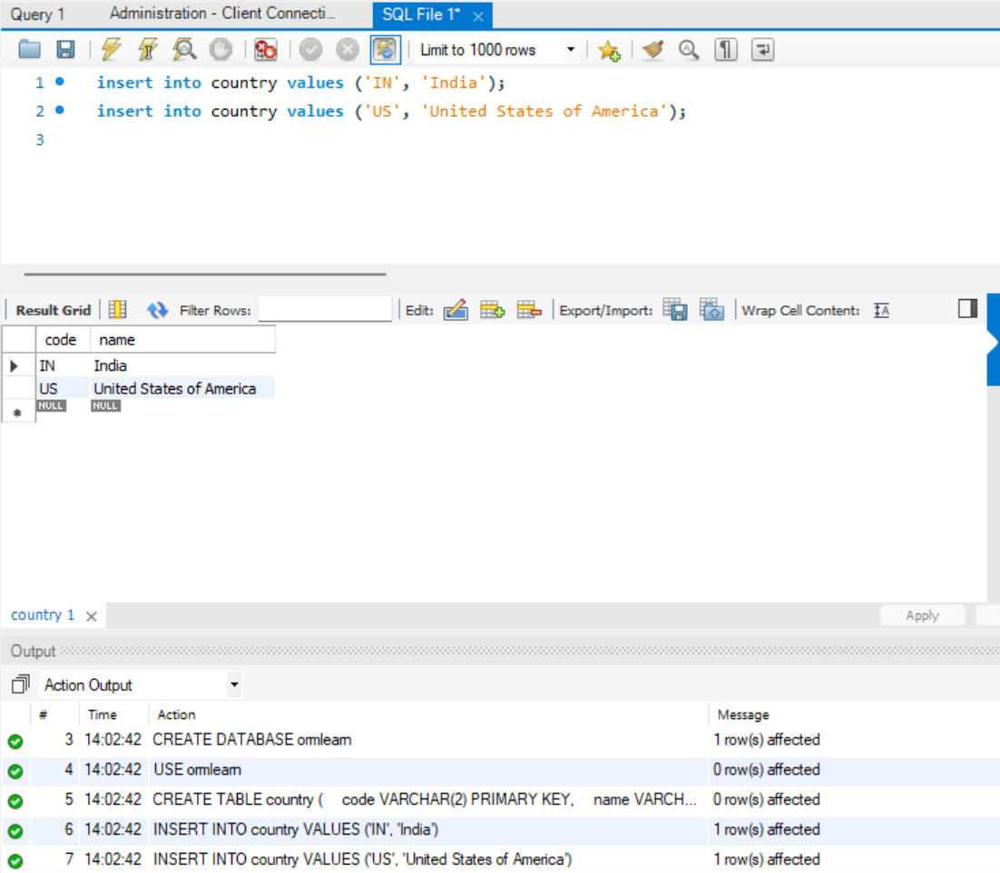 Query 1 Administration - Client Connecti... SQL File 1*
Limit to 1000 rows
1 insert into country values ('IN', 'India');
2 insert into country values ('US', 'United States of America');
3
Result Grid Filter Rows: Edit: Export/Import: Wrap Cell Content:
code name
IN India
US United States of America
NULL NULL
country 1 Apply
Output
Action Output
# Time Action Message
3 14:02:42 CREATE DATABASE ormlearn 1 row(s) affected
4 14:02:42 USE ormlearn 0 row(s) affected
5 14:02:42 CREATE TABLE country ( code VARCHAR(2) PRIMARY KEY, name VARCH... 0 row(s) affected
6 14:02:42 INSERT INTO country VALUES ('IN', 'India') 1 row(s) affected
7 14:02:42 INSERT INTO country VALUES ('US', 'United States of America') 1 row(s) affected